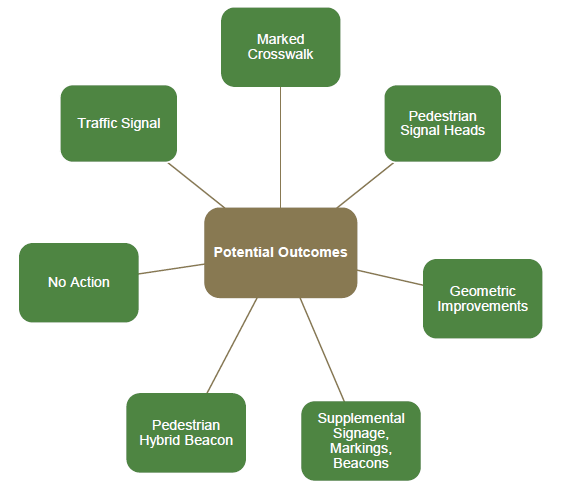 Marked
Crosswalk
Traffic Signal
Pedestrian
Signal Heads
Potential Outcomes
No Action
Geometric
Improvements
Pedestrian
Hybrid Beacon
Supplemental
Signage,
Markings,
Beacons